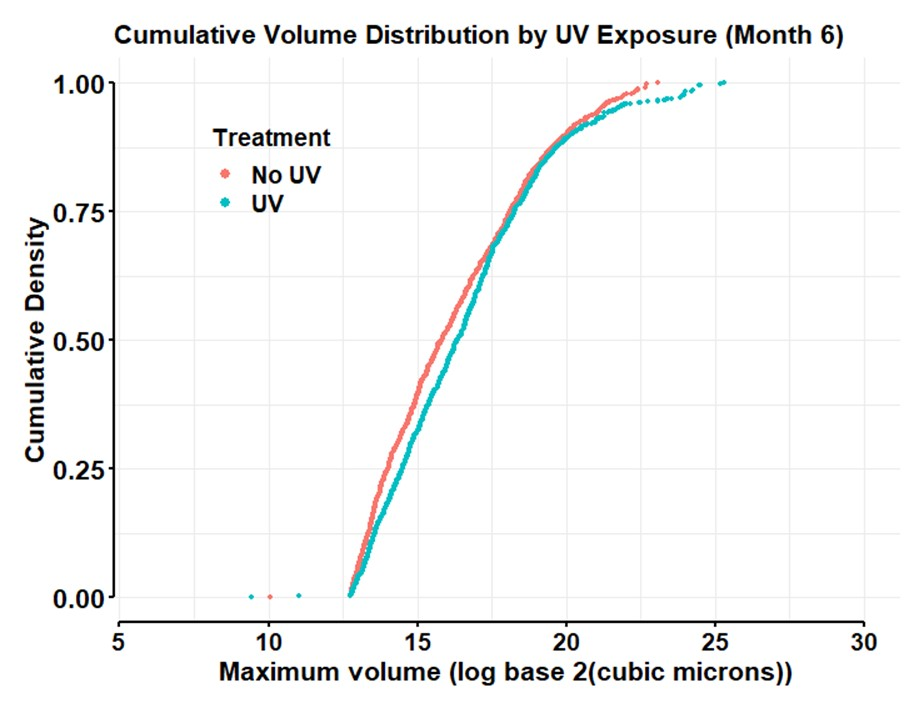 Cumulative Volume Distribution by UV Exposure (Month 6)
1.00
Treatment
No UV
UV
0.75
0.50
0.25
0.00
Cumulative Density
5 10 15 20 25 30
Maximum volume (log base 2(cubic microns))